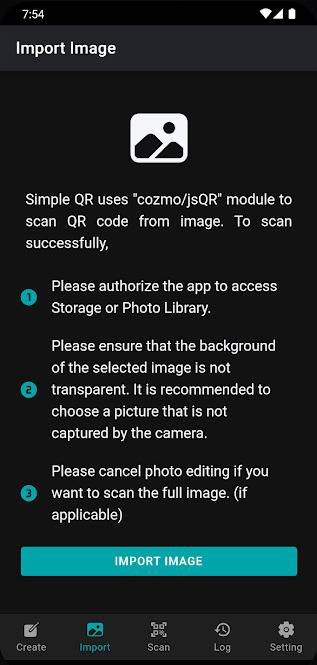 7:54
Import Image
Simple QR uses "cozmo/jsQR" module to
scan QR code from image. To scan
successfully,
1 Please authorize the app to access
Storage or Photo Library.
2 Please ensure that the background
of the selected image is not
transparent. It is recommended to
choose a picture that is not
captured by the camera.
3 Please cancel photo editing if you
want to scan the full image. (if
applicable)
IMPORT IMAGE
Create Import Scan Log Setting